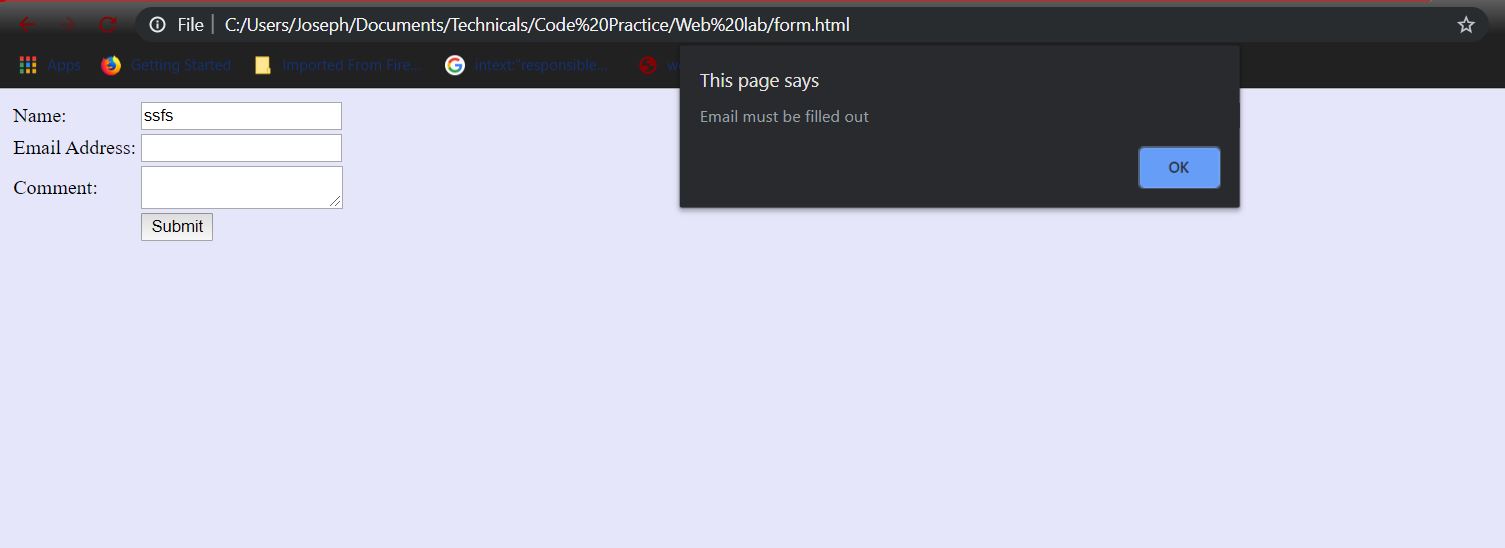 File | C:/Users/Joseph/Documents/Technicals/Code%20Practice/Web%20lab/form.html
Apps Getting Started Imported From Fire... intext:"responsible...
This page says
Email must be filled out
OK
Name: ssfs
Email Address:
Comment:
Submit